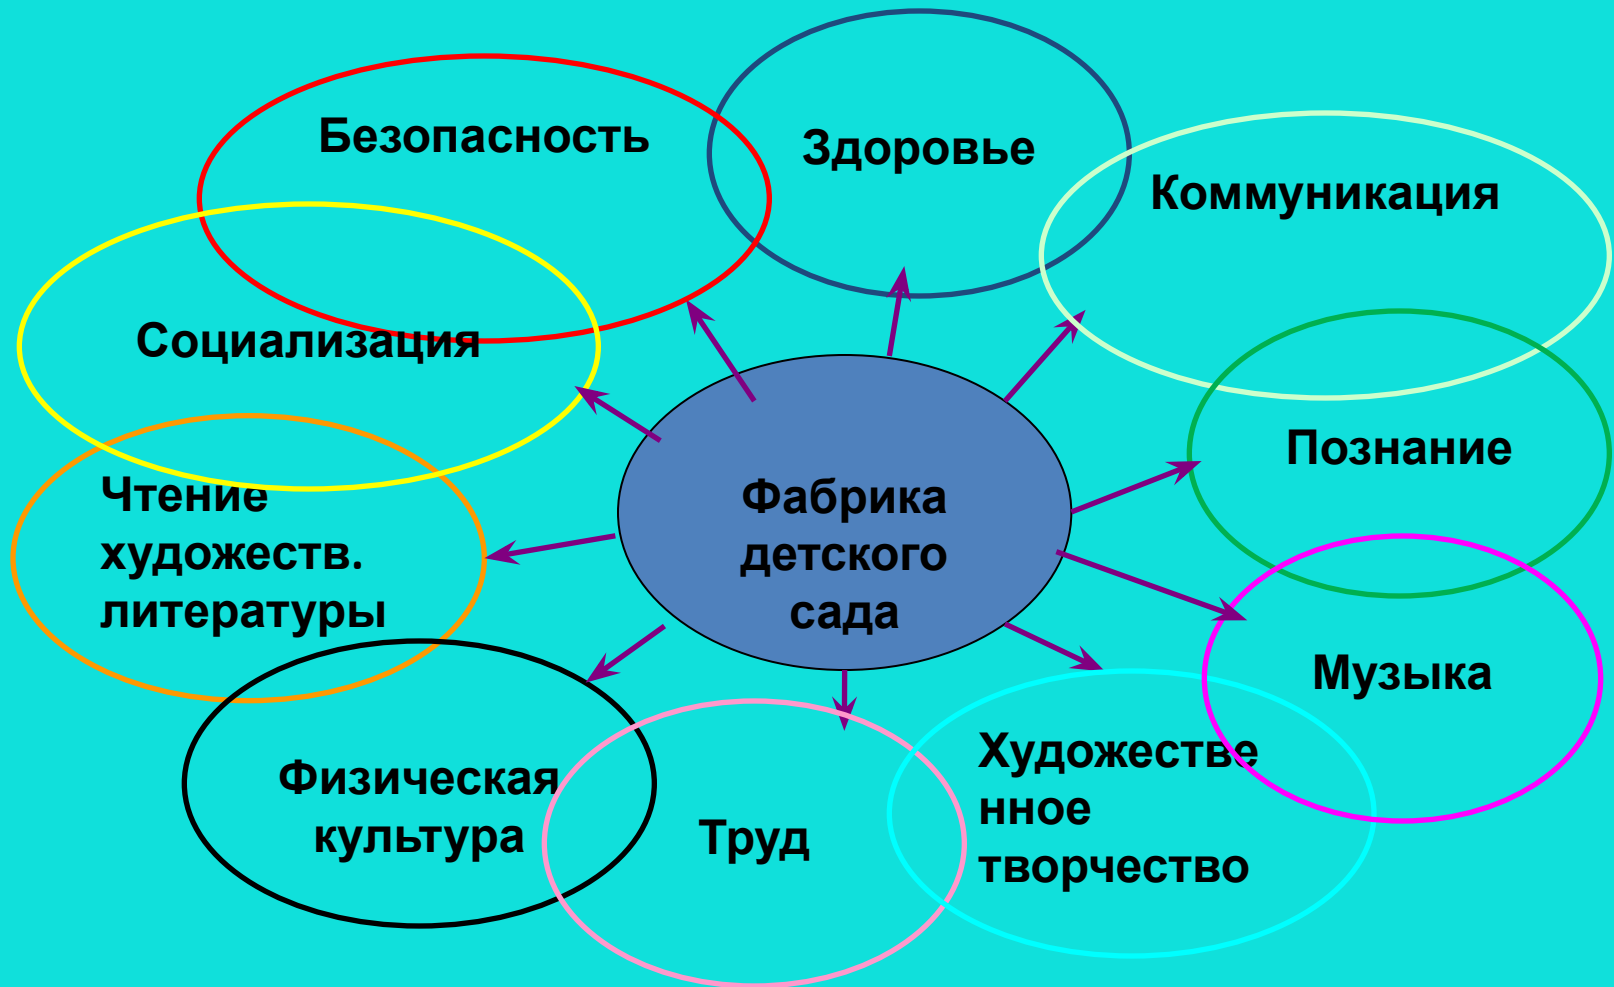 Безопасность
Здоровье
Коммуникация
Социализация
Познание
Чтение
художеств.
литературы
Фабрика
детского
сада
Музыка
Физическая
культура
Труд
Художестве
нное
творчество